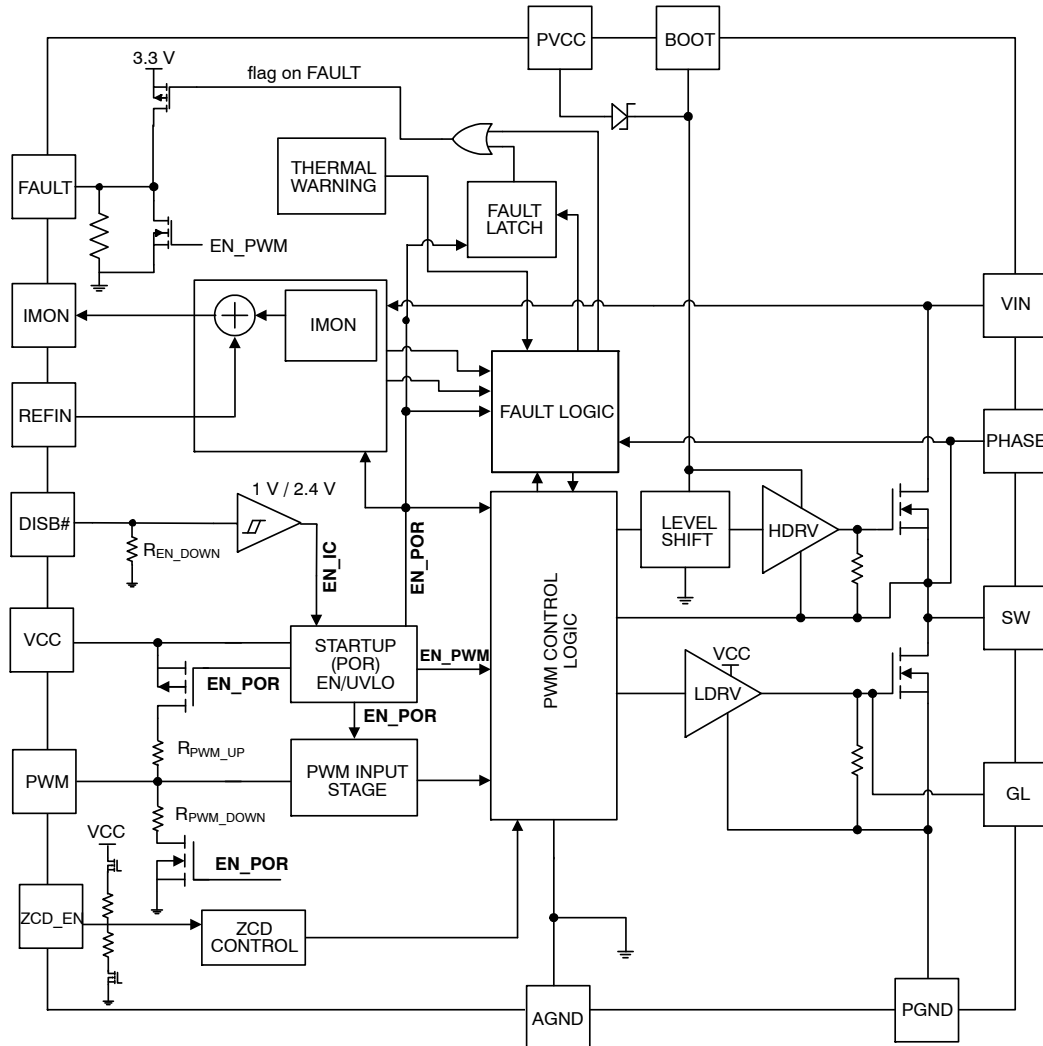 PVCC
BOOT
3.3 V
flag on FAULT
THERMAL
WARNING
FAULT
FAULT
LATCH
EN_PWM
IMON
IMON
VIN
REFIN
FAULT LOGIC
PHASE
1 V / 2.4 V
DISB#
LEVEL
SHIFT
HDRV
REN_DOWN
EN_IC
EN_POR
VCC
STARTUP
(POR)
EN/UVLO
EN_PWM
PWM CONTROL
LOGIC
SW
EN_POR
VCC
LDRV
EN_POR
RPWM_UP
PWM
PWM INPUT
STAGE
GL
RPWM_DOWN
VCC
EN_POR
ZCD_EN
ZCD
CONTROL
AGND
PGND